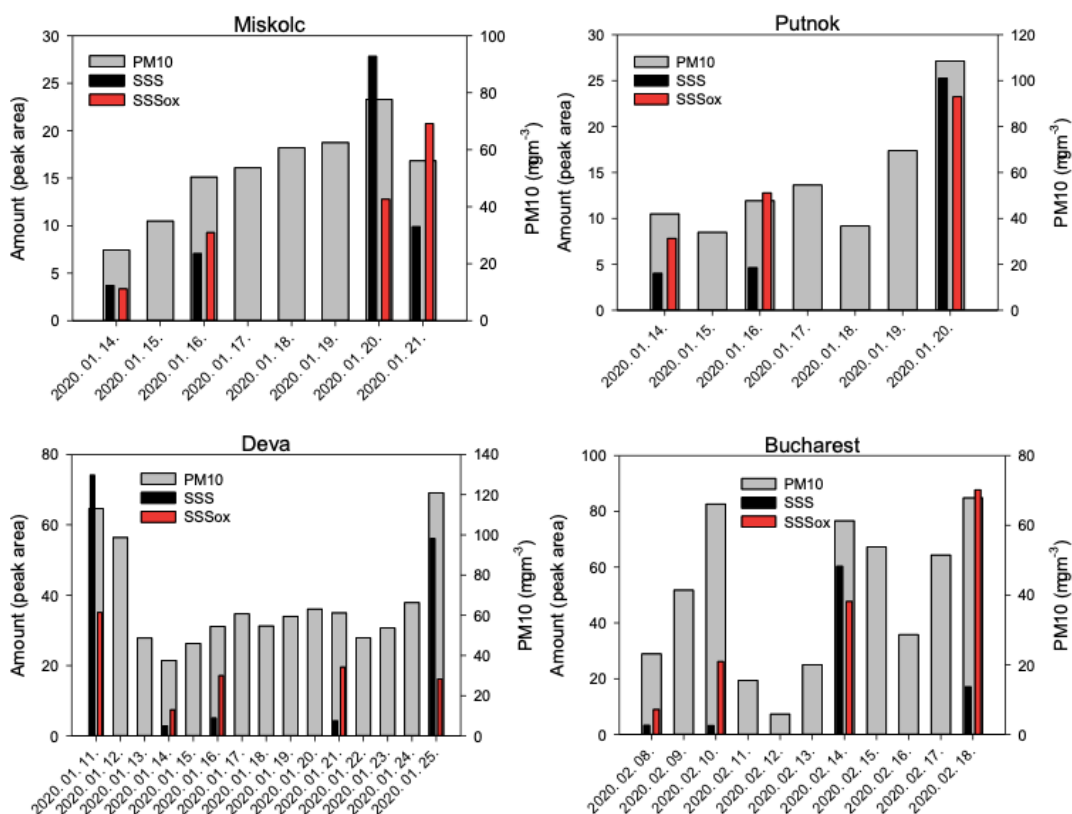 Miskolc
PM10
SSS
SSSox
Amount (peak area)
30
25
20
15
10
5
0
PM10 (mgm⁻³)
100
80
60
40
20
0
2020. 01. 14.
2020. 01. 15.
2020. 01. 16.
2020. 01. 17.
2020. 01. 18.
2020. 01. 19.
2020. 01. 20.
2020. 01. 21.
Putnok
PM10
SSS
SSSox
Amount (peak area)
30
25
20
15
10
5
0
PM10 (mgm⁻³)
120
100
80
60
40
20
0
2020. 01. 14.
2020. 01. 15.
2020. 01. 16.
2020. 01. 17.
2020. 01. 18.
2020. 01. 19.
2020. 01. 20.
Deva
PM10
SSS
SSSox
Amount (peak area)
80
60
40
20
0
PM10 (mgm⁻³)
140
120
100
80
60
40
20
0
2020. 01. 11.
2020. 01. 12.
2020. 01. 13.
2020. 01. 14.
2020. 01. 15.
2020. 01. 16.
2020. 01. 17.
2020. 01. 18.
2020. 01. 19.
2020. 01. 20.
2020. 01. 21.
2020. 01. 22.
2020. 01. 23.
2020. 01. 24.
2020. 01. 25.
Bucharest
PM10
SSS
SSSox
Amount (peak area)
100
80
60
40
20
0
PM10 (mgm⁻³)
80
60
40
20
0
2020. 02. 08.
2020. 02. 09.
2020. 02. 10.
2020. 02. 11.
2020. 02. 12.
2020. 02. 13.
2020. 02. 14.
2020. 02. 15.
2020. 02. 16.
2020. 02. 17.
2020. 02. 18.